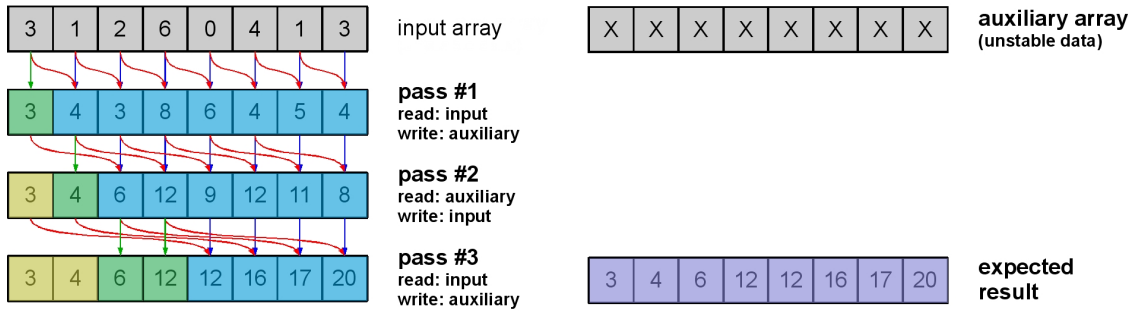 3 1 2 6 0 4 1 3 input array X X X X X X X X auxiliary array
(unstable data)
3 4 3 8 6 4 5 4 pass #1
read: input
write: auxiliary
3 4 6 12 9 12 11 8 pass #2
read: auxiliary
write: input
3 4 6 12 12 16 17 20 pass #3
read: input
write: auxiliary
3 4 6 12 12 16 17 20 expected
result